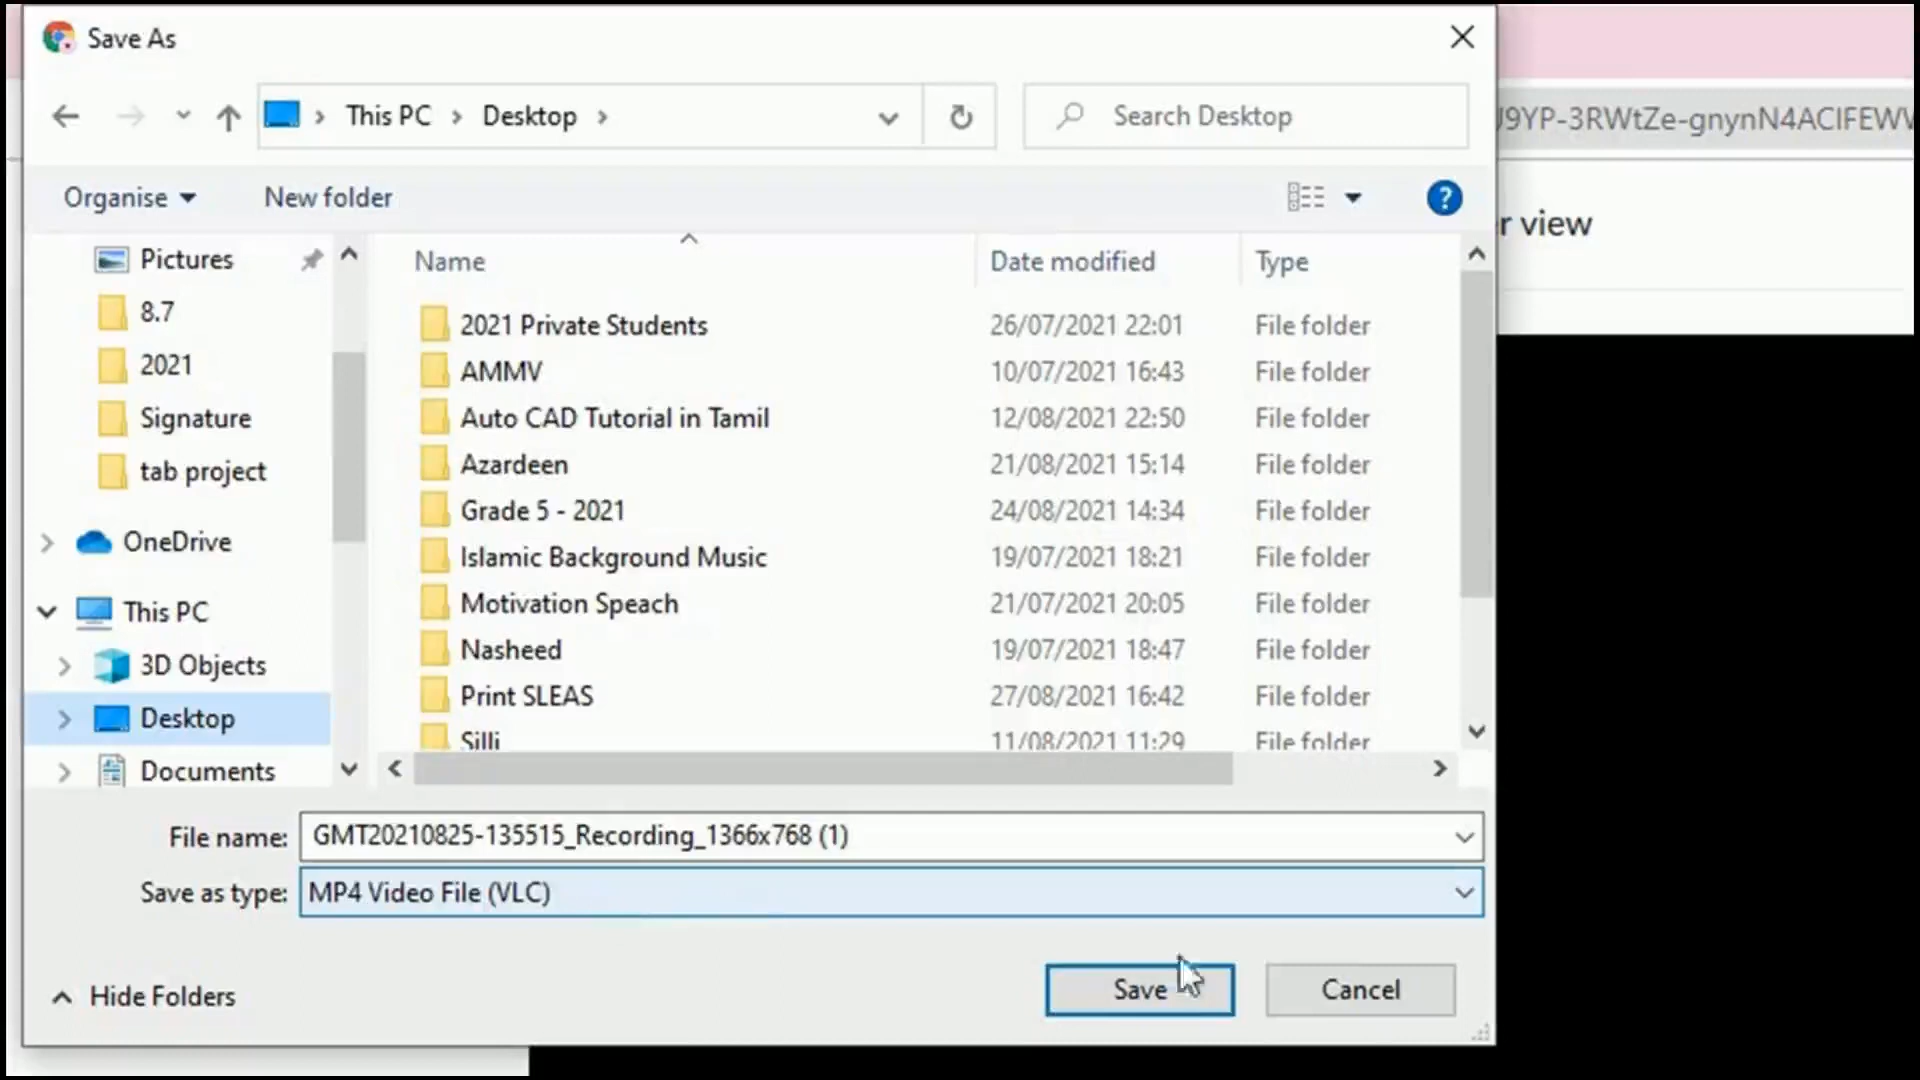 Save As
This PC
Desktop
Search Desktop
J9YP-3RWtZe-gnynN4ACIFEWV
Organise
New folder
r view
Pictures
8.7
2021
Signature
tab project
OneDrive
This PC
3D Objects
Desktop
Documents
Name Date modified Type
2021 Private Students 26/07/2021 22:01 File folder
AMMV 10/07/2021 16:43 File folder
Auto CAD Tutorial in Tamil 12/08/2021 22:50 File folder
Azardeen 21/08/2021 15:14 File folder
Grade 5 - 2021 24/08/2021 14:34 File folder
Islamic Background Music 19/07/2021 18:21 File folder
Motivation Speach 21/07/2021 20:05 File folder
Nasheed 19/07/2021 18:47 File folder
Print SLEAS 27/08/2021 16:42 File folder
Silli 11/08/2021 11:29 File folder
File name: GMT20210825-135515_Recording_1366x768 (1)
Save as type: MP4 Video File (VLC)
Hide Folders
Save
Cancel